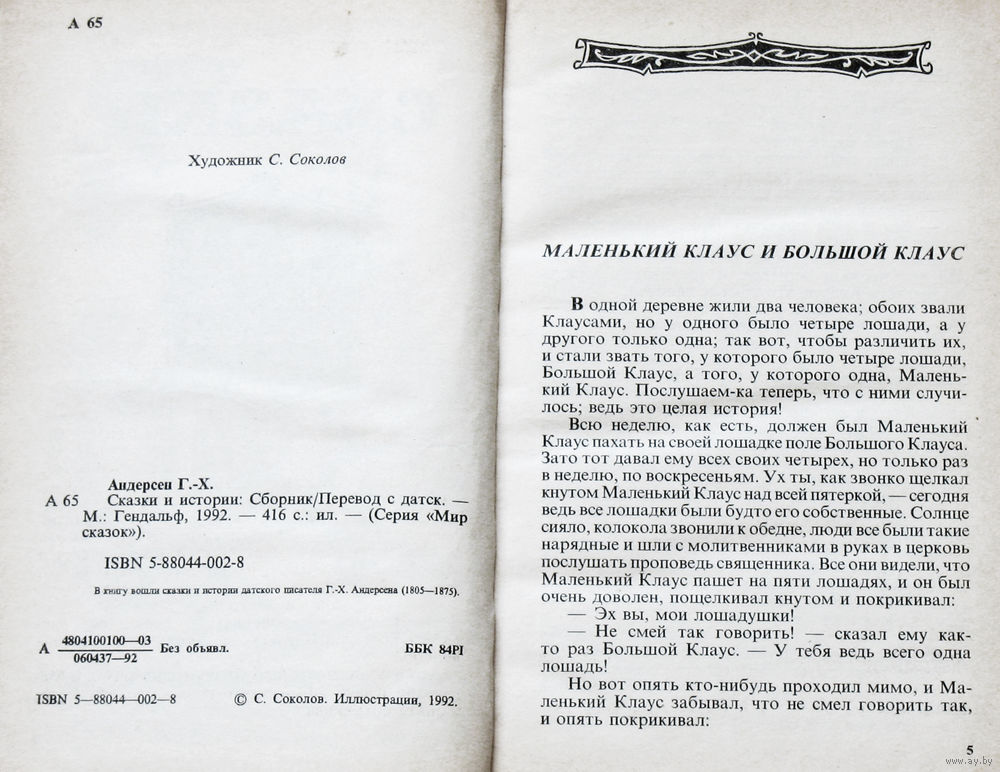 А 65
Художник С. Соколов
Андерсен Г.-Х.
А 65 Сказки и истории: Сборник/Перевод с датск. —
М.: Гендальф, 1992. — 416 с.: ил. — (Серия «Мир
сказок»).
ISBN 5-88044-002-8
В книгу вошли сказки и истории датского писателя Г.-Х. Андерсена (1805—1875).
А 4804100100—03 Без объявл. ББК 84Р1
060437—92
ISBN 5—88044—002—8 © С. Соколов. Иллюстрации, 1992.
МАЛЕНЬКИЙ КЛАУС И БОЛЬШОЙ КЛАУС
В одной деревне жили два человека; обоих звали
Клаусами, но у одного было четыре лошади, а у
другого только одна; так вот, чтобы различить их,
и стали звать того, у которого было четыре лошади,
Большой Клаус, а того, у которого одна, Малень-
кий Клаус. Послушаем-ка теперь, что с ними случи-
лось; ведь это целая история!
Всю неделю, как есть, должен был Маленький
Клаус пахать на своей лошадке поле Большого Клауса.
Зато тот давал ему всех своих четырех, но только раз
в неделю, по воскресеньям. Ух ты, как звонко щелкал
кнутом Маленький Клаус над всей пятеркой, — сегодня
ведь все лошадки были будто его собственные. Солнце
сияло, колокола звонили к обедне, люди все были такие
нарядные и шли с молитвенниками в руках в церковь
послушать проповедь священника. Все они видели, что
Маленький Клаус пашет на пяти лошадях, и он был
очень доволен, пощелкивал кнутом и покрикивал:
— Эх вы, мои лошадушки!
— Не смей так говорить! — сказал ему как-
то раз Большой Клаус. — У тебя ведь всего одна
лошадь!
Но вот опять кто-нибудь проходил мимо, и Ма-
ленький Клаус забывал, что не смел говорить так,
и опять покрикивал:
5
www.ay.by